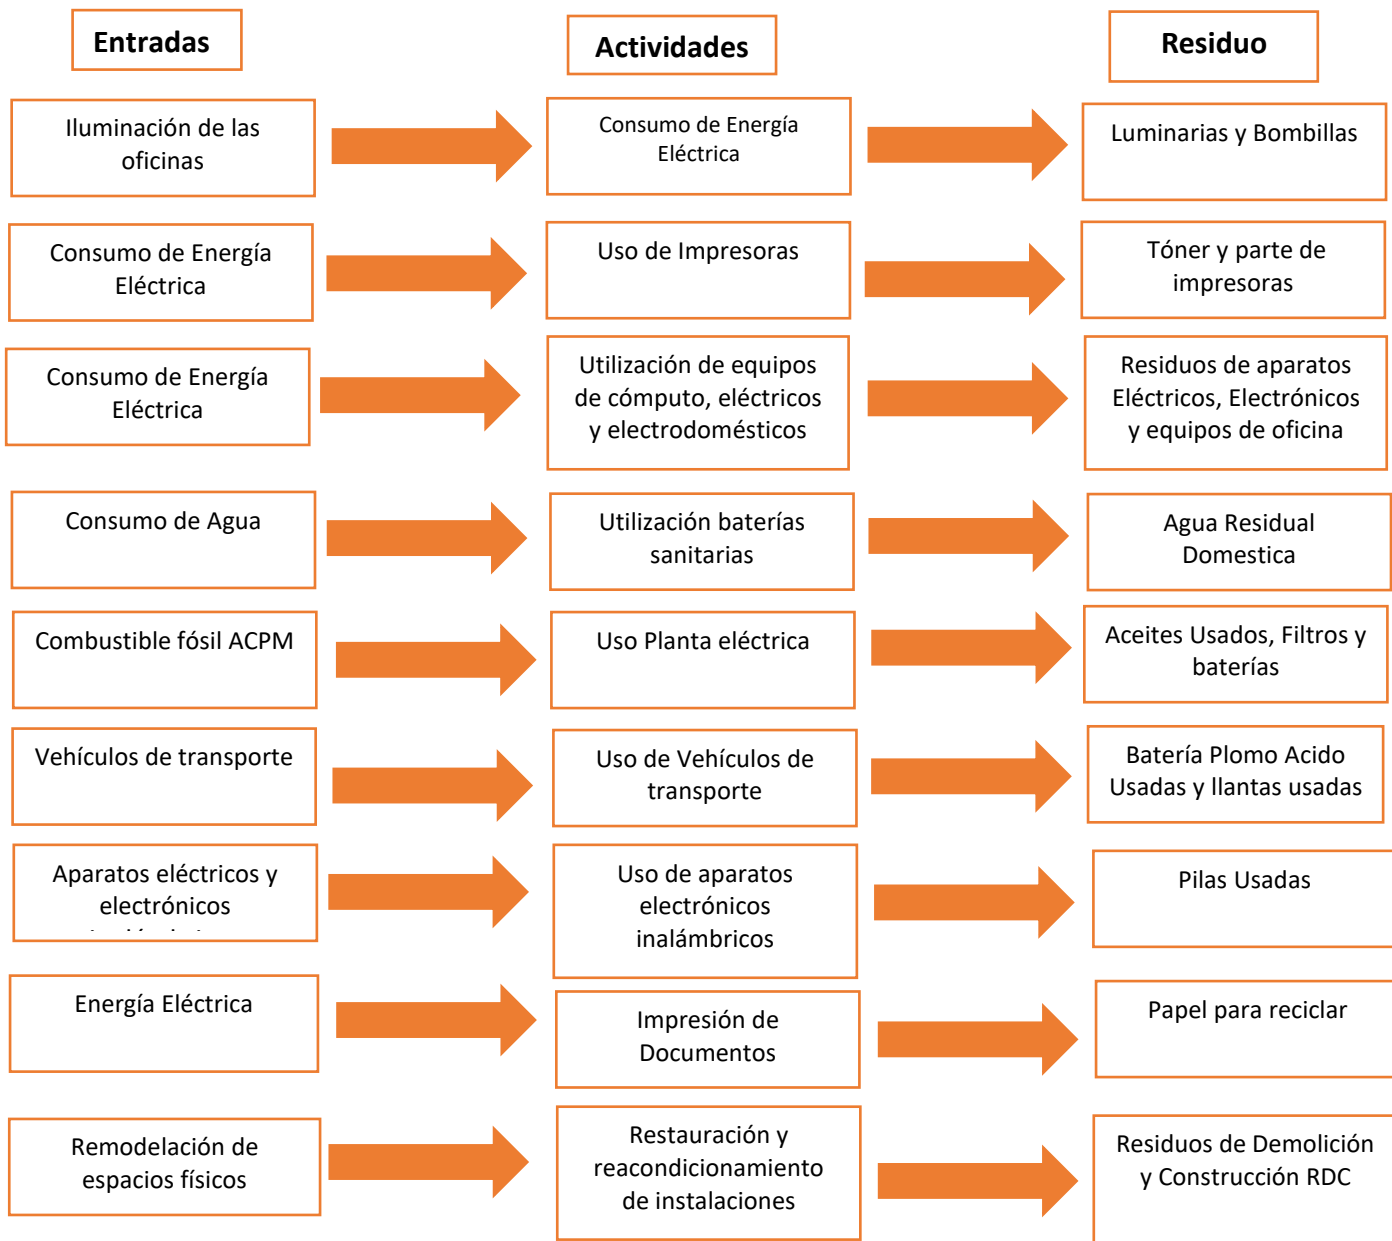 Entradas
Actividades
Residuo
Iluminación de las
oficinas
Consumo de Energía
Eléctrica
Luminarias y Bombillas
Consumo de Energía
Eléctrica
Uso de Impresoras
Tóner y parte de
impresoras
Consumo de Energía
Eléctrica
Utilización de equipos
de cómputo, eléctricos
y electrodomésticos
Residuos de aparatos
Eléctricos, Electrónicos
y equipos de oficina
Consumo de Agua
Utilización baterías
sanitarias
Agua Residual
Domestica
Combustible fósil ACPM
Uso Planta eléctrica
Aceites Usados, Filtros y
baterías
Vehículos de transporte
Uso de Vehículos de
transporte
Batería Plomo Acido
Usadas y llantas usadas
Aparatos eléctricos y
electrónicos
Uso de aparatos
electrónicos
inalámbricos
Pilas Usadas
Energía Eléctrica
Impresión de
Documentos
Papel para reciclar
Remodelación de
espacios físicos
Restauración y
reacondicionamiento
de instalaciones
Residuos de Demolición
y Construcción RDC